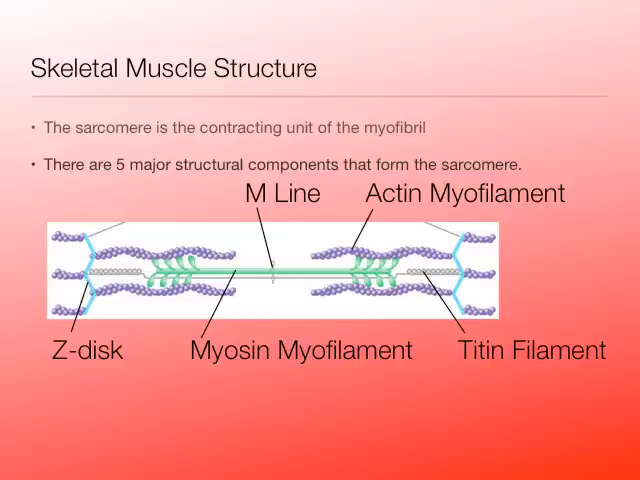 Skeletal Muscle Structure
• The sarcomere is the contracting unit of the myofibril
• There are 5 major structural components that form the sarcomere.
M Line Actin Myofilament
Z-disk Myosin Myofilament Titin Filament